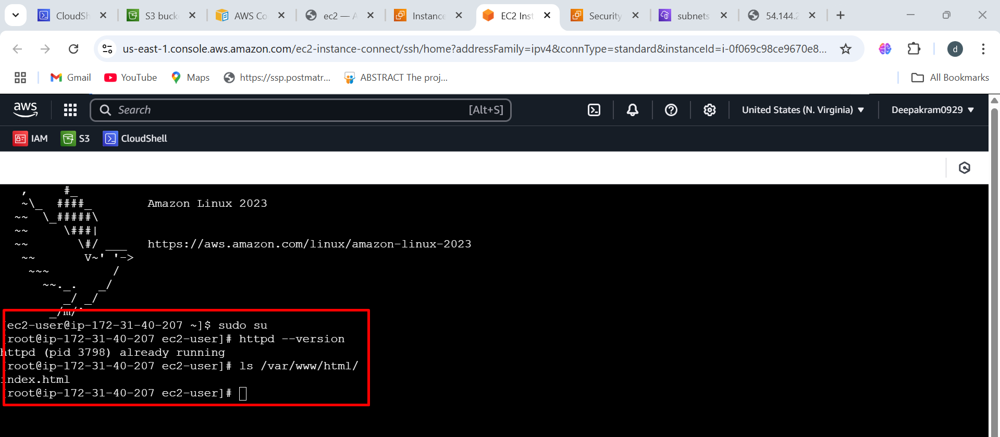 CloudSh
S3 buck
AWS Co
ec2 — A
Instance
EC2 Inst
Security
subnets
54.144.2
us-east-1.console.aws.amazon.com/ec2-instance-connect/ssh/home?addressFamily=ipv4&connType=standard&instanceId=i-0f069c98ce9670e8...
d
Gmail
YouTube
Maps
https://ssp.postmatr...
ABSTRACT The proj...
All Bookmarks
aws
Search
[Alt+S]
United States (N. Virginia)
Deepakram0929
IAM
S3
CloudShell
,      #_
~\_  ####_        Amazon Linux 2023
~~  \_#####\
~~     \###|
~~       \#/ ___   https://aws.amazon.com/linux/amazon-linux-2023
~~       V~' '->
~~~         /
~~._.   _/
_/ _/
_/m/'
[ec2-user@ip-172-31-40-207 ~]$ sudo su
[root@ip-172-31-40-207 ec2-user]# httpd --version
httpd (pid 3798) already running
[root@ip-172-31-40-207 ec2-user]# ls /var/www/html/
index.html
[root@ip-172-31-40-207 ec2-user]#